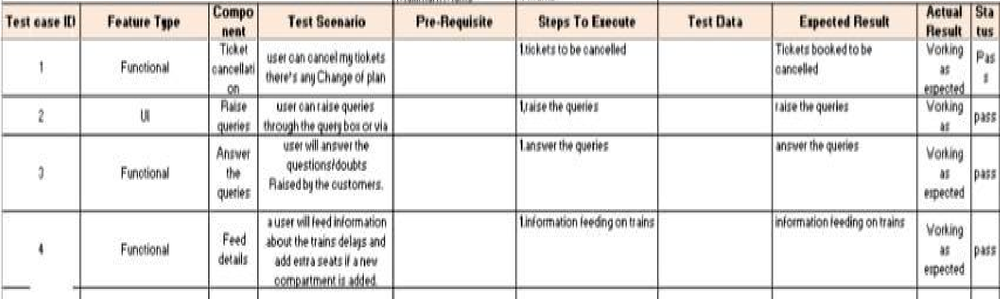 Test case ID
Feature Type
Compo
nent
Test Scenario
Pre-Requisite
Steps To Execute
Test Data
Expected Result
Actual
Result
Sta
tus
1
Functional
Ticket
cancellati
on
user can cancel my tickets
there's any Change of plan
1.tickets to be cancelled
Tickets booked to be
cancelled
Working
as
expected
Pas
s
2
UI
Raise
queries
user can raise queries
through the query box or via
1,raise the queries
raise the queries
Working
as
pass
3
Functional
Answer
the
queries
user will answer the
questions/doubts
Raised by the customers.
1.answer the queries
answer the queries
Working
as
expected
pass
4
Functional
Feed
details
a user will feed information
about the trains delays and
add extra seats if a new
compartment is added.
1.information feeding on trains
information feeding on trains
Working
as
expected
pass